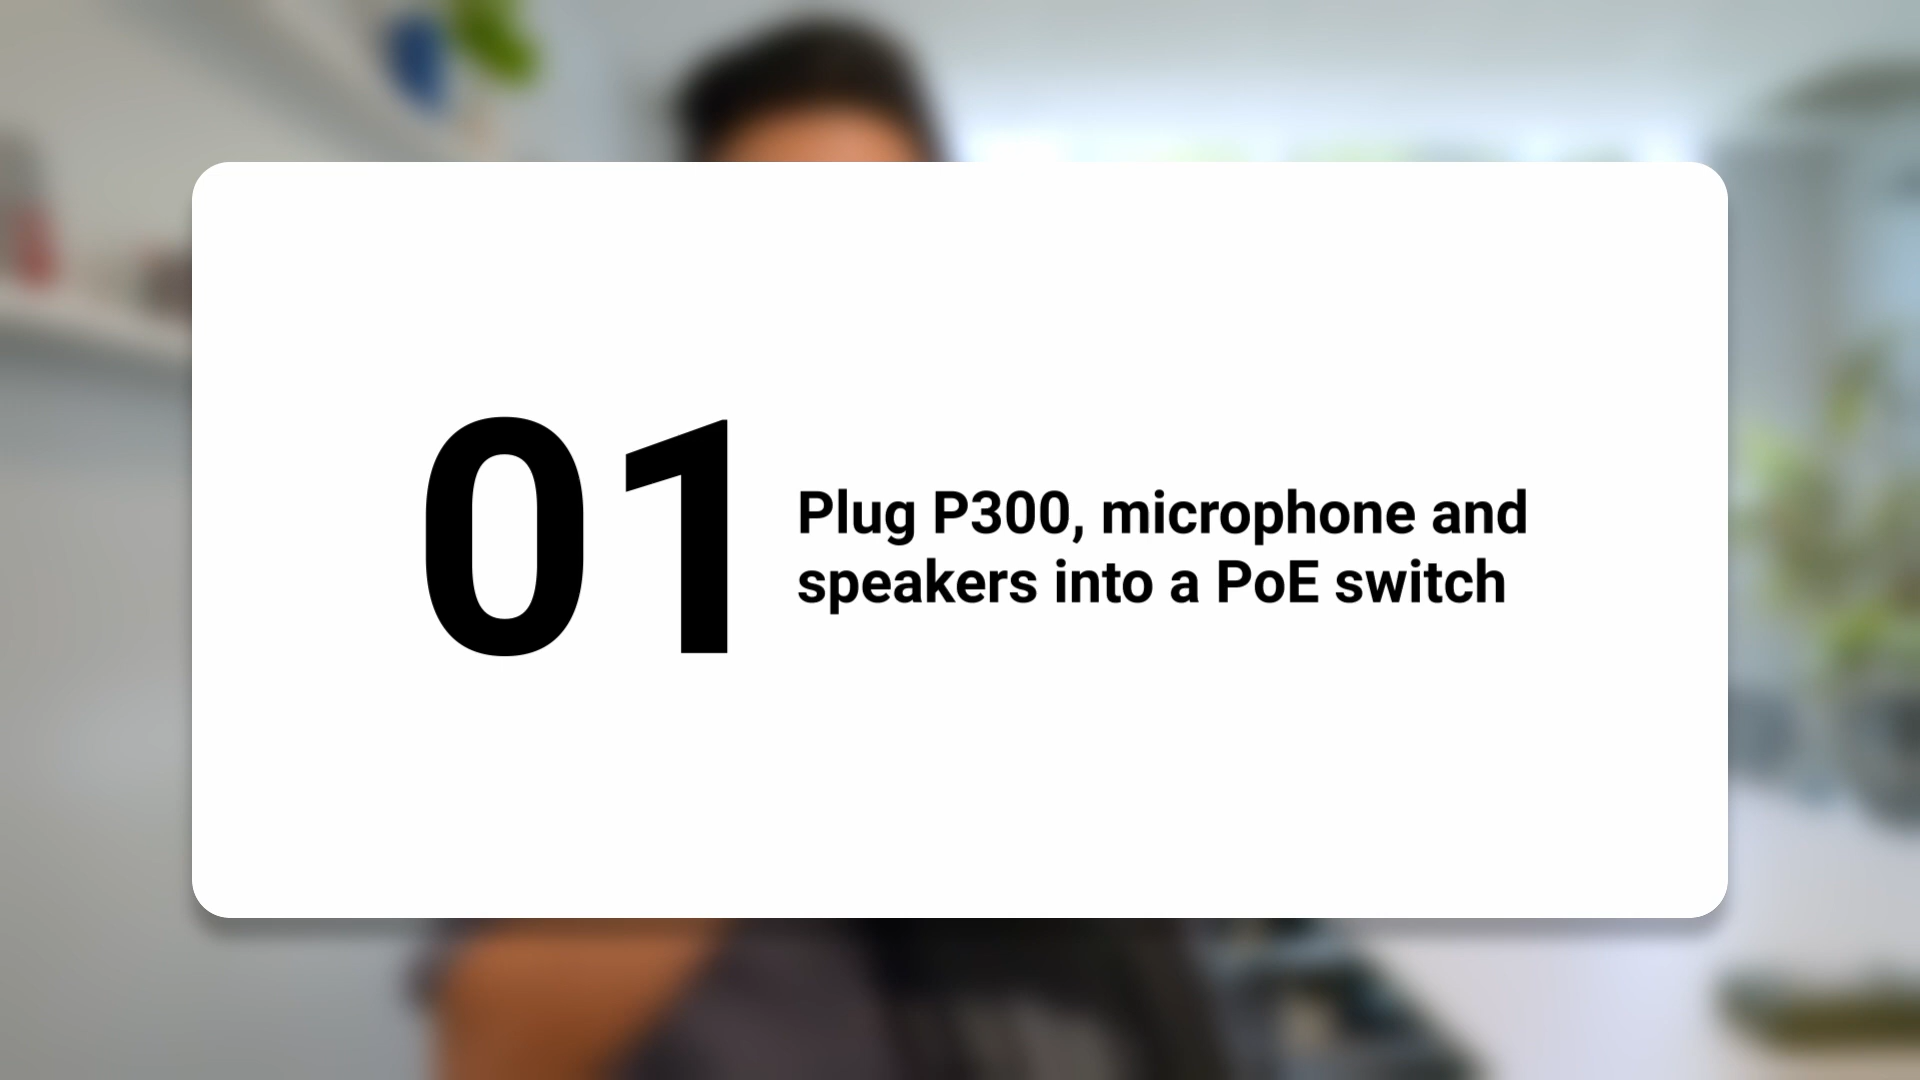 01
Plug P300, microphone and
speakers into a PoE switch